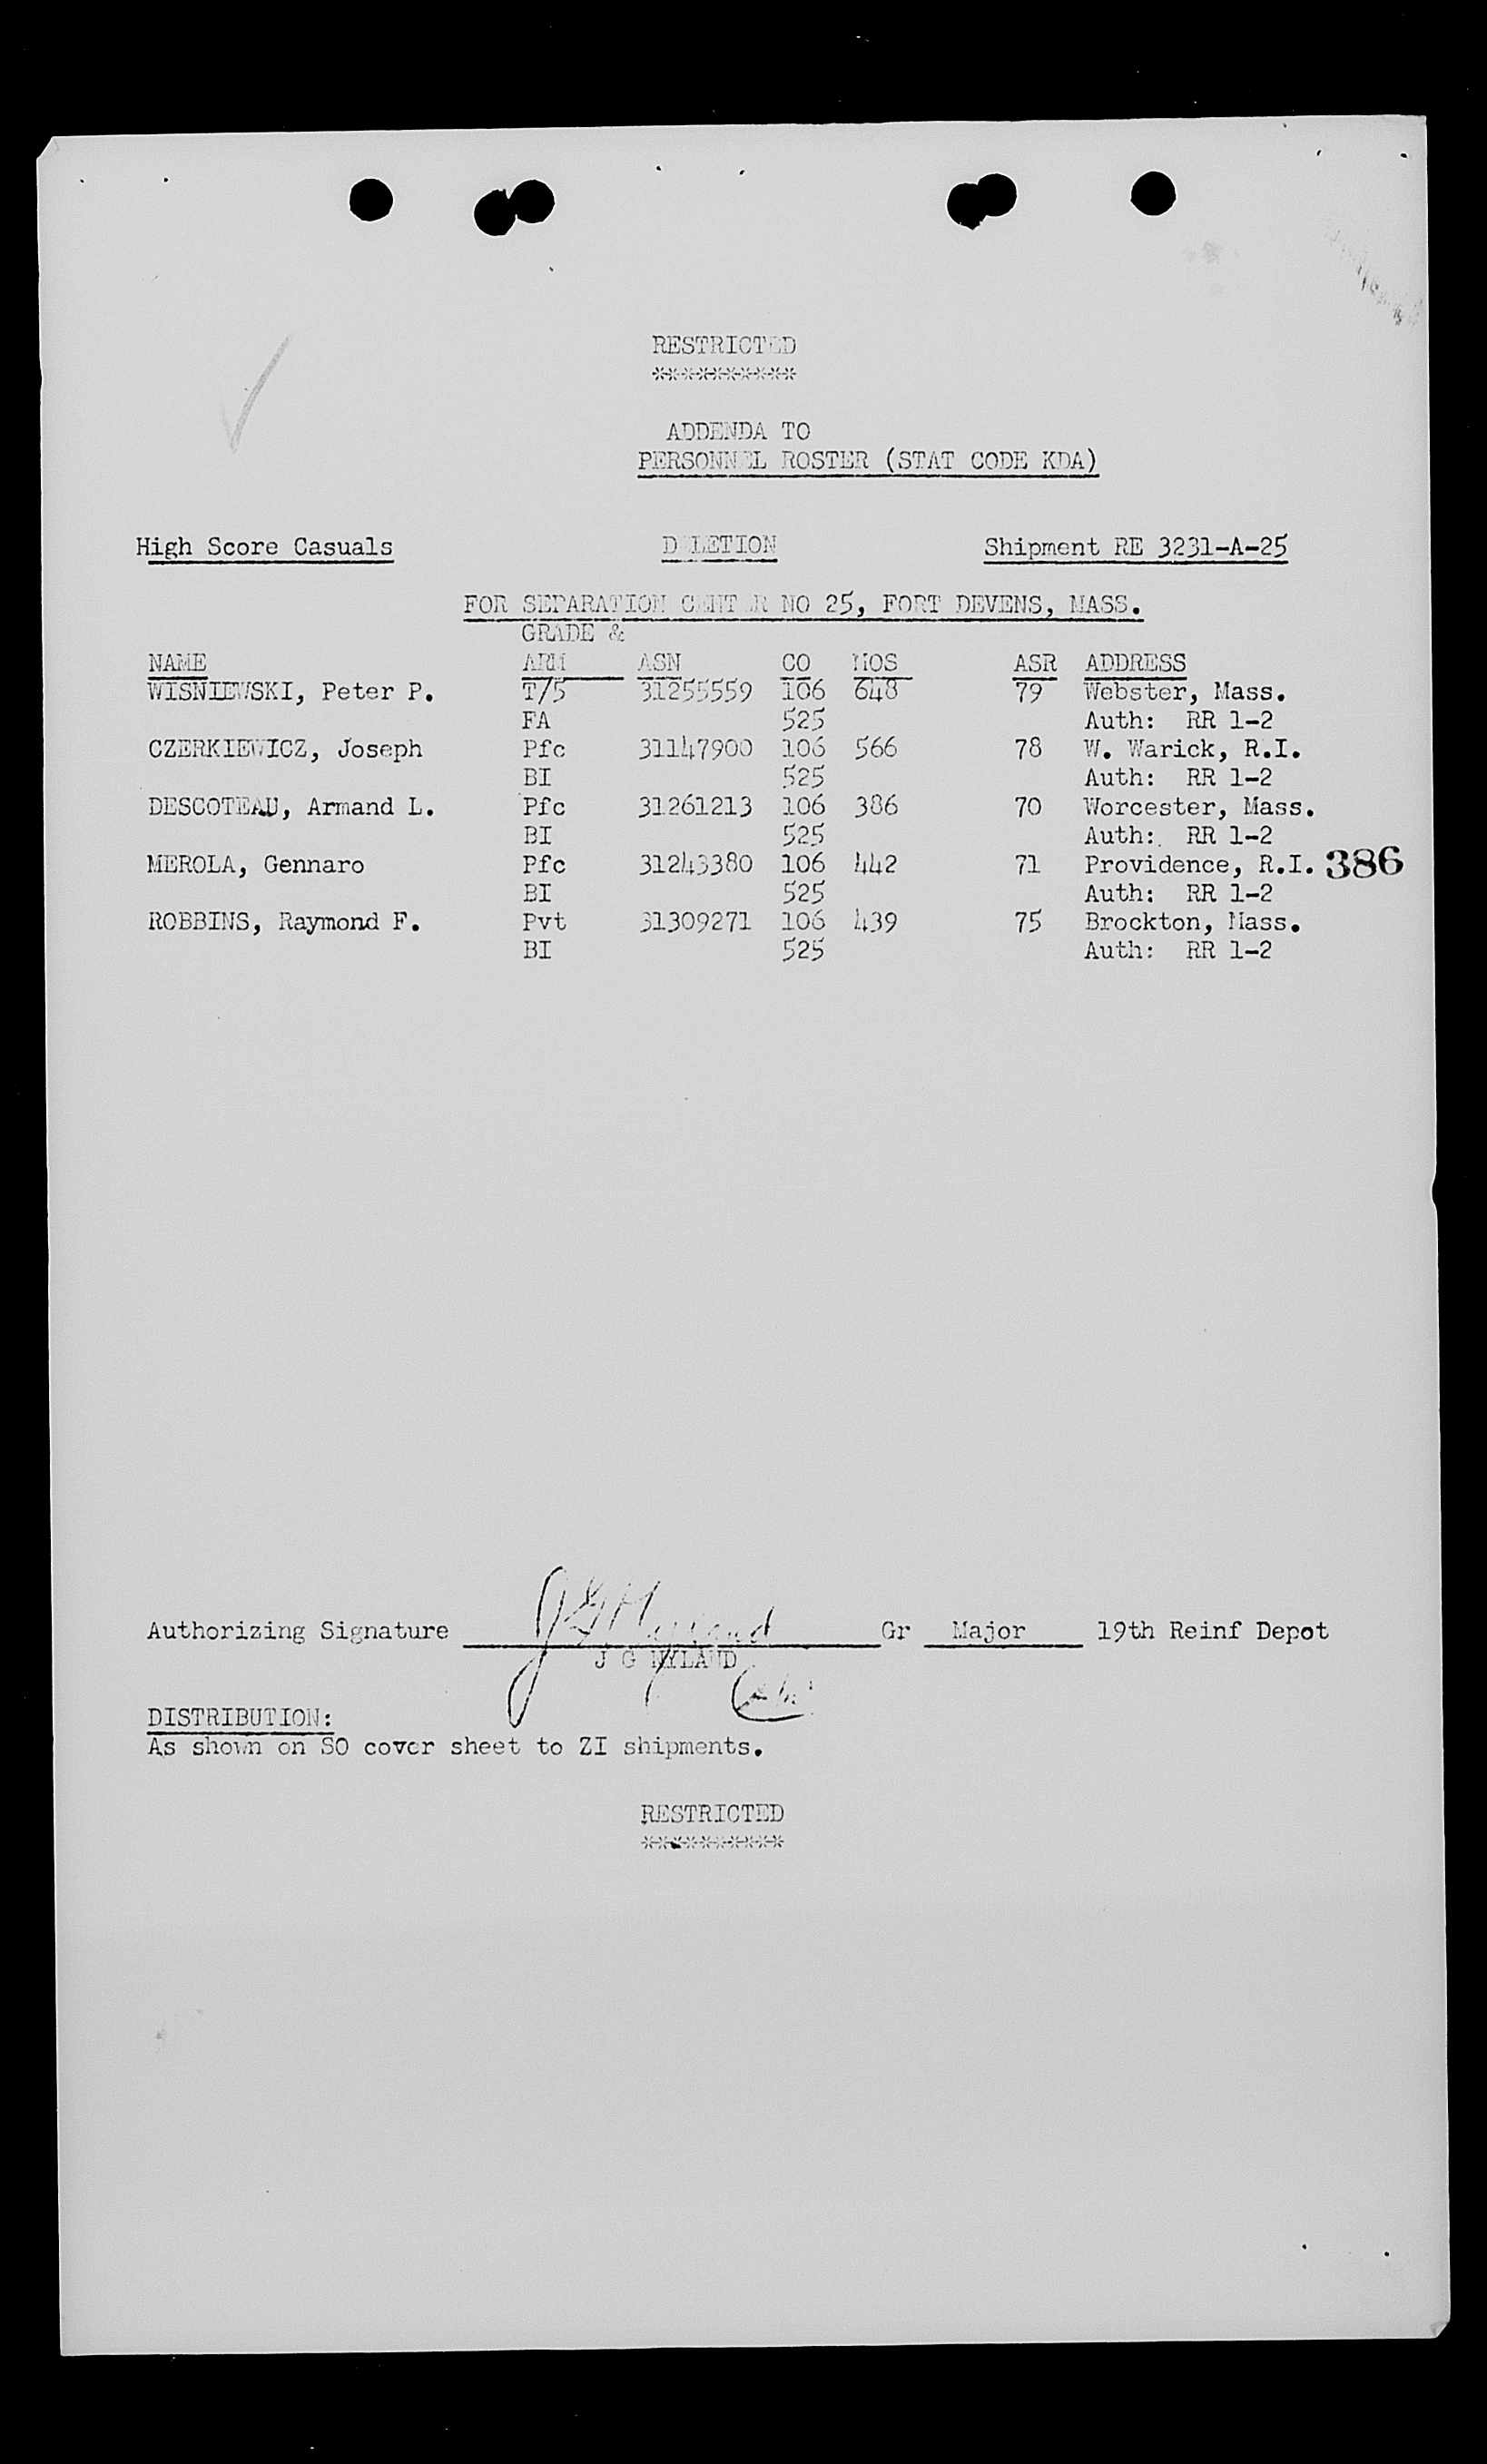 RESTRICTED
**********
ADDENDA TO
PERSONNEL ROSTER (STAT CODE KDA)
High Score Casuals DELETION Shipment RE 3231-A-25
FOR SEPARATION CENTER NO 25, FORT DEVENS, MASS.
GRADE &
NAME ARM ASN CO MOS ASR ADDRESS
WISNIEWSKI, Peter P. T/5 31255559 106 648 79 Webster, Mass.
FA 525 Auth: RR 1-2
CZERKIEWICZ, Joseph Pfc 31147900 106 566 78 W. Warick, R.I.
BI 525 Auth: RR 1-2
DESCOTEAU, Armand L. Pfc 31261213 106 386 70 Worcester, Mass.
BI 525 Auth: RR 1-2
MEROLA, Gennaro Pfc 31243380 106 442 71 Providence, R.I. 386
BI 525 Auth: RR 1-2
ROBBINS, Raymond F. Pvt 31309271 106 439 75 Brockton, Mass.
BI 525 Auth: RR 1-2
Authorizing Signature J G Myland Gr Major 19th Reinf Depot
J G MYLAND
DISTRIBUTION:
As shown on SO cover sheet to ZI shipments.
RESTRICTED
**********